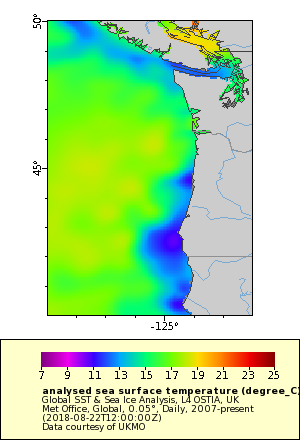 50°
45°
-125°
7 9 11 13 15 17 19 21 23 25
analysed sea surface temperature (degree_C)
Global SST & Sea Ice Analysis, L4 OSTIA, UK
Met Office, Global, 0.05°, Daily, 2007-present
(2018-08-22T12:00:00Z)
Data courtesy of UKMO